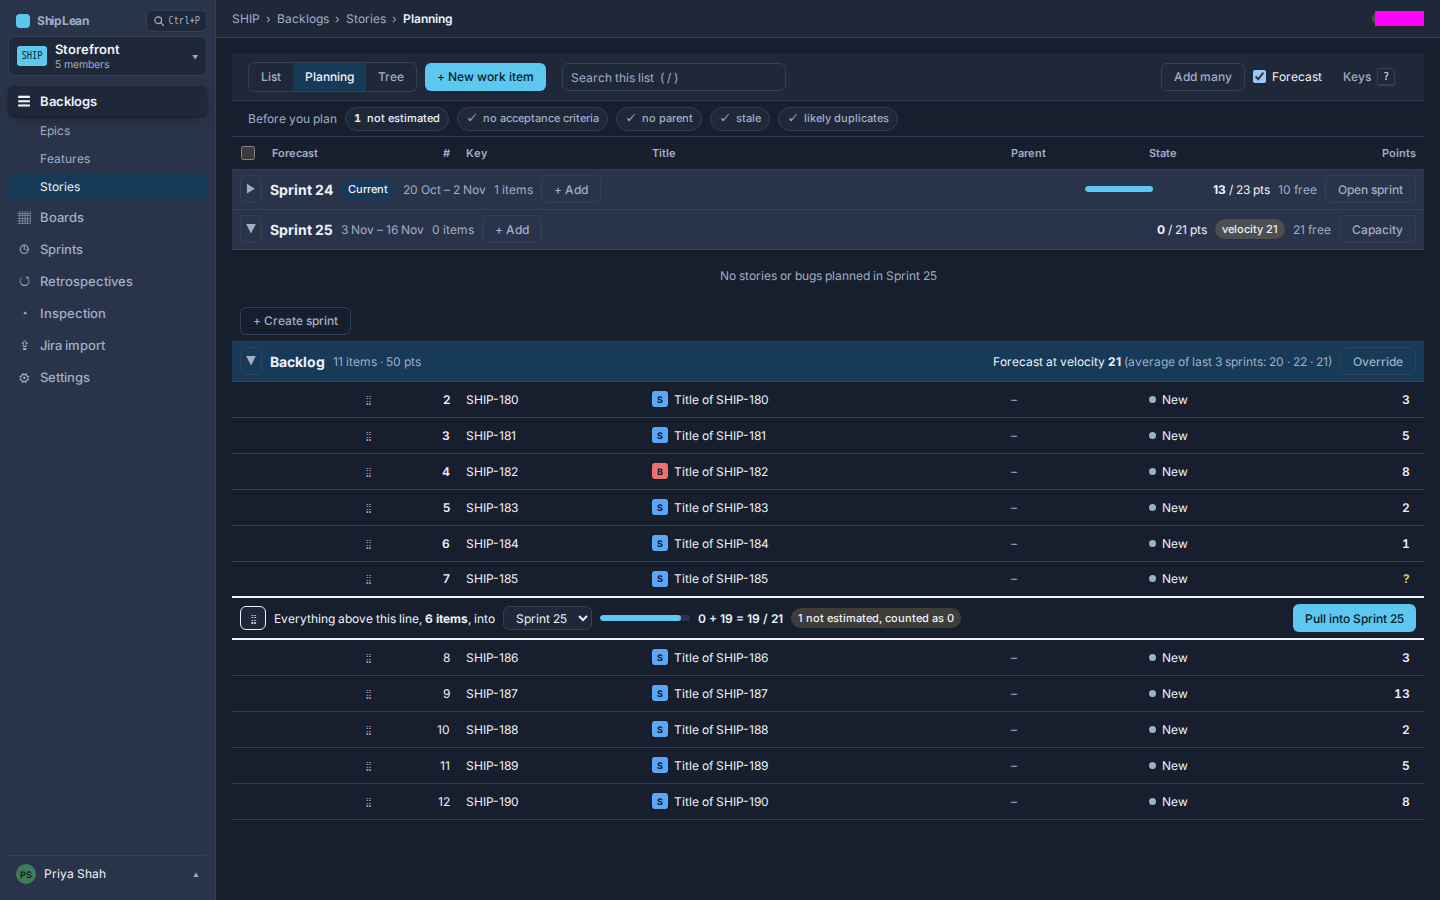 ShipLean Ctrl+P
SHIP Storefront
5 members
Backlogs
Epics
Features
Stories
Boards
Sprints
Retrospectives
Inspection
Jira import
Settings
PS Priya Shah
SHIP › Backlogs › Stories › Planning
List Planning Tree + New work item Search this list ( / ) Add many Forecast Keys ?
Before you plan 1 not estimated ✓ no acceptance criteria ✓ no parent ✓ stale ✓ likely duplicates
Forecast # Key Title Parent State Points
Sprint 24 Current 20 Oct – 2 Nov 1 items + Add 13 / 23 pts 10 free Open sprint
Sprint 25 3 Nov – 16 Nov 0 items + Add 0 / 21 pts velocity 21 21 free Capacity
No stories or bugs planned in Sprint 25
+ Create sprint
Backlog 11 items · 50 pts Forecast at velocity 21 (average of last 3 sprints: 20 · 22 · 21) Override
2 SHIP-180 S Title of SHIP-180 – New 3
3 SHIP-181 S Title of SHIP-181 – New 5
4 SHIP-182 B Title of SHIP-182 – New 8
5 SHIP-183 S Title of SHIP-183 – New 2
6 SHIP-184 S Title of SHIP-184 – New 1
7 SHIP-185 S Title of SHIP-185 – New ?
Everything above this line, 6 items, into Sprint 25 0 + 19 = 19 / 21 1 not estimated, counted as 0 Pull into Sprint 25
8 SHIP-186 S Title of SHIP-186 – New 3
9 SHIP-187 S Title of SHIP-187 – New 13
10 SHIP-188 S Title of SHIP-188 – New 2
11 SHIP-189 S Title of SHIP-189 – New 5
12 SHIP-190 S Title of SHIP-190 – New 8